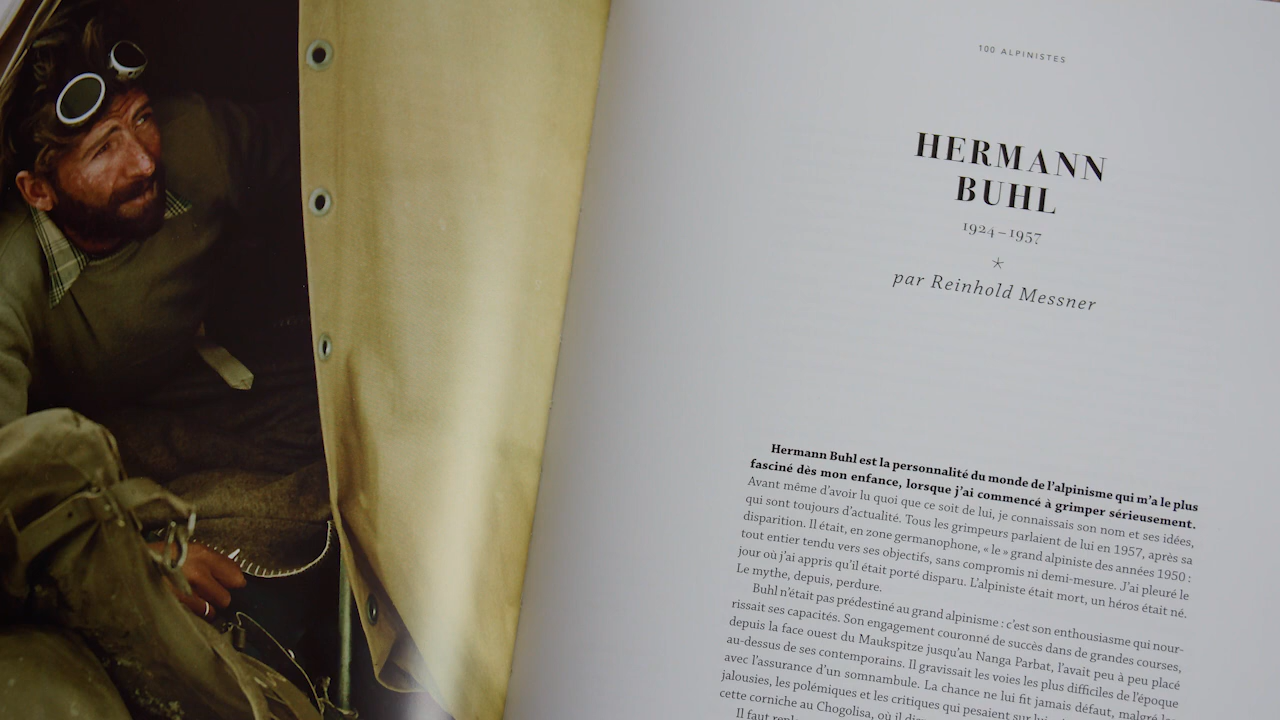 100 ALPINISTES
HERMANN
BUHL
1924–1957
par Reinhold Messner
Hermann Buhl est la personnalité du monde de l'alpinisme qui m'a le plus
fasciné dès mon enfance, lorsque j'ai commencé à grimper sérieusement.
Avant même d'avoir lu quoi que ce soit de lui, je connaissais son nom et ses idées,
qui sont toujours d'actualité. Tous les grimpeurs parlaient de lui en 1957, après sa
disparition. Il était, en zone germanophone, « le » grand alpiniste des années 1950 :
tout entier tendu vers ses objectifs, sans compromis ni demi-mesure. J'ai pleuré le
jour où j'ai appris qu'il était porté disparu. L'alpiniste était mort, un héros était né.
Le mythe, depuis, perdure.
Buhl n'était pas prédestiné au grand alpinisme : c'est son enthousiasme qui nour-
rissait ses capacités. Son engagement couronné de succès dans de grandes courses,
depuis la face ouest du Maukspitze jusqu'au Nanga Parbat, l'avait peu à peu placé
au-dessus de ses contemporains. Il gravissait les voies les plus difficiles de l'époque
avec l'assurance d'un somnambule. La chance ne lui fit jamais défaut, malgré les
jalousies, les polémiques et les critiques qui pesaient sur lui
cette corniche au Chogolisa, où il
Il faut